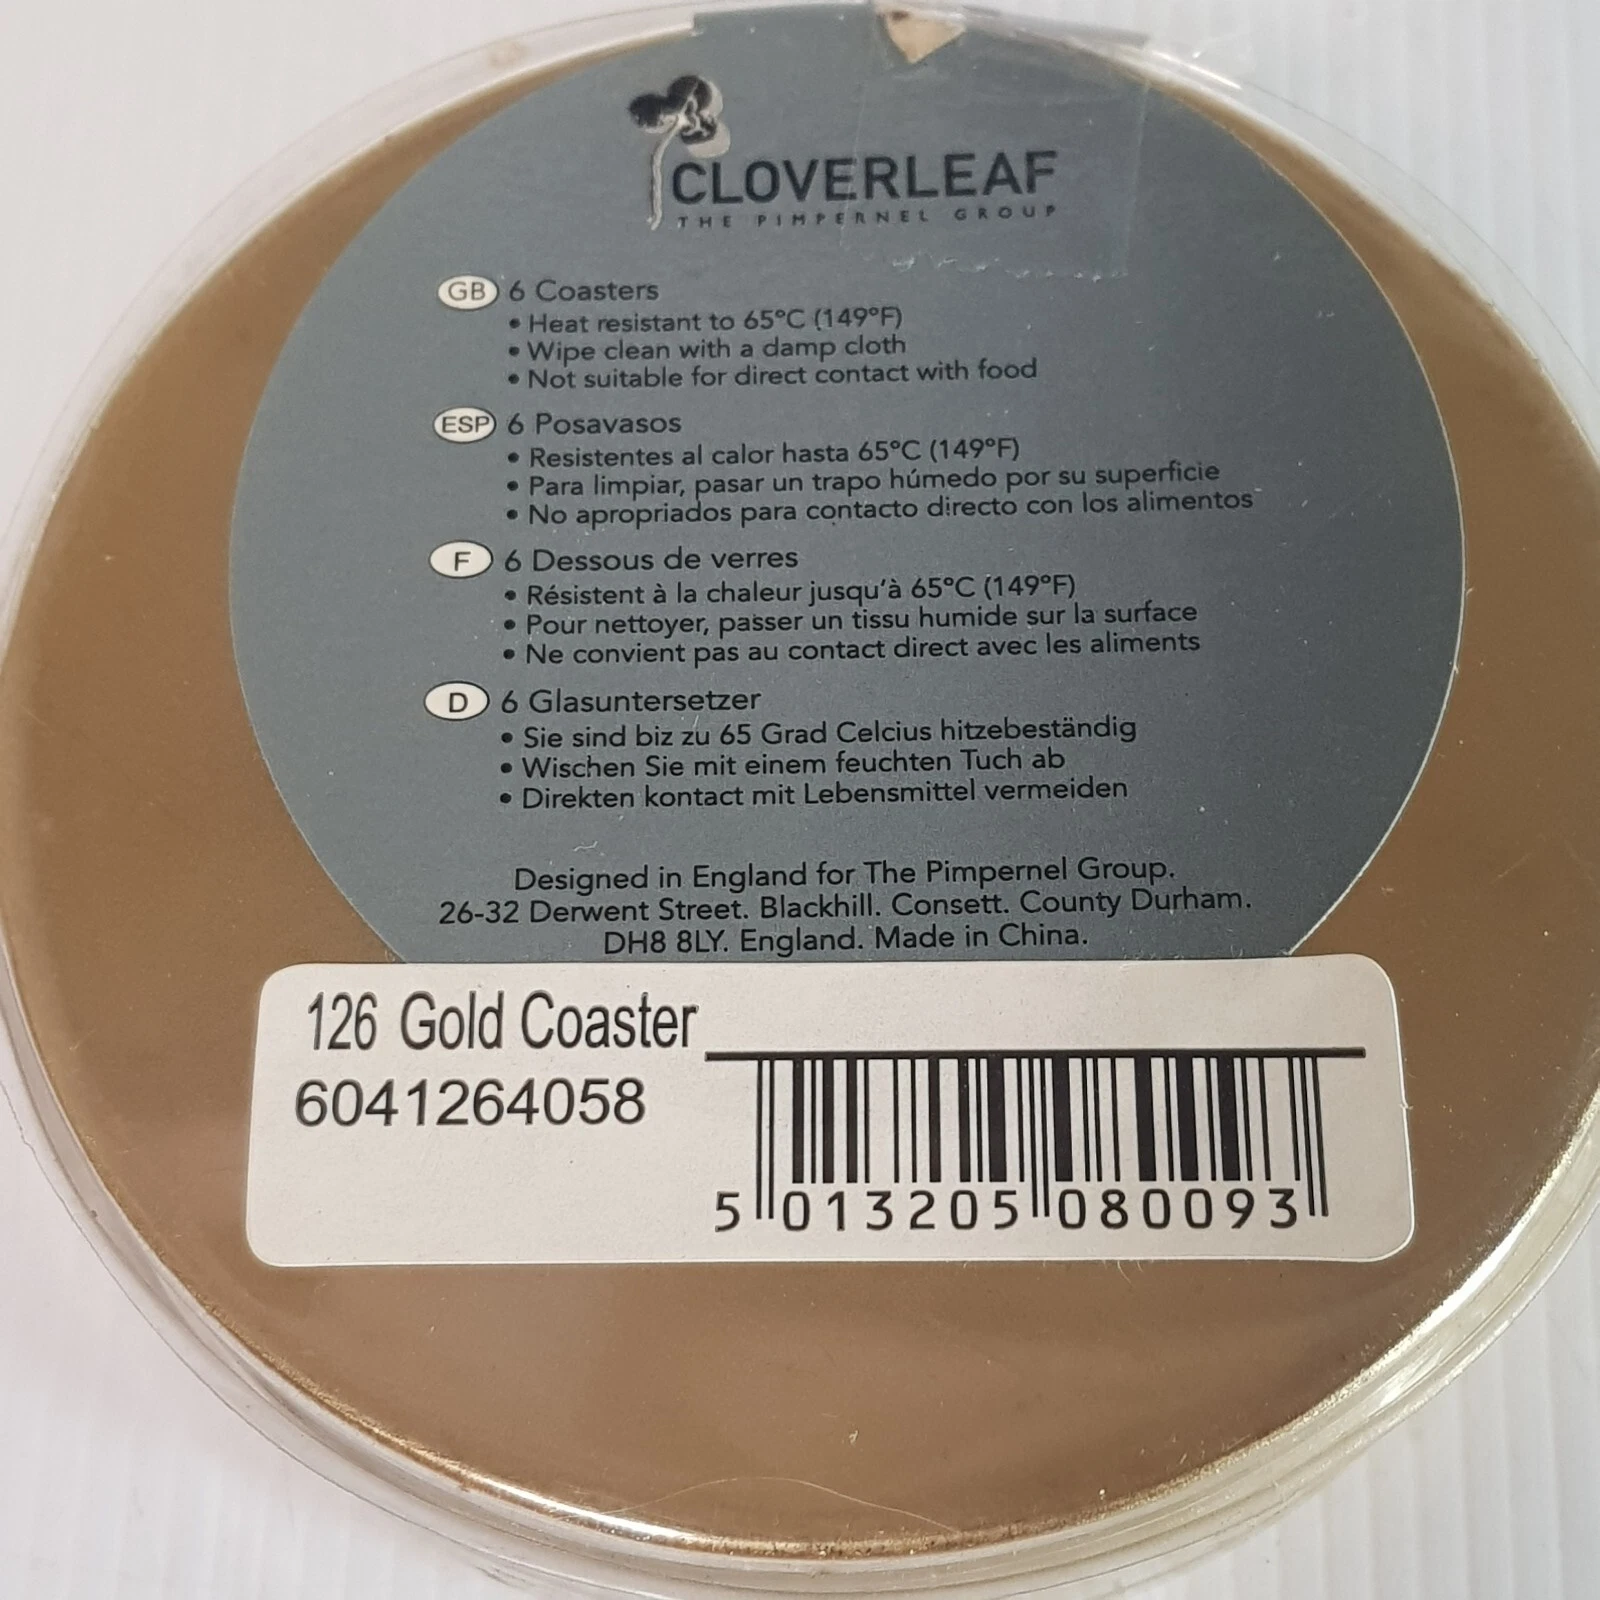 CLOVERLEAF
THE PIMPERNEL GROUP
GB 6 Coasters
• Heat resistant to 65°C (149°F)
• Wipe clean with a damp cloth
• Not suitable for direct contact with food
ESP 6 Posavasos
• Resistentes al calor hasta 65°C (149°F)
• Para limpiar, pasar un trapo húmedo por su superficie
• No apropriados para contacto directo con los alimentos
F 6 Dessous de verres
• Résistent à la chaleur jusqu'à 65°C (149°F)
• Pour nettoyer, passer un tissu humide sur la surface
• Ne convient pas au contact direct avec les aliments
D 6 Glasuntersetzer
• Sie sind biz zu 65 Grad Celcius hitzebeständig
• Wischen Sie mit einem feuchten Tuch ab
• Direkten kontact mit Lebensmittel vermeiden
Designed in England for The Pimpernel Group.
26-32 Derwent Street. Blackhill. Consett. County Durham.
DH8 8LY. England. Made in China.
126 Gold Coaster
6041264058
5 013205 080093